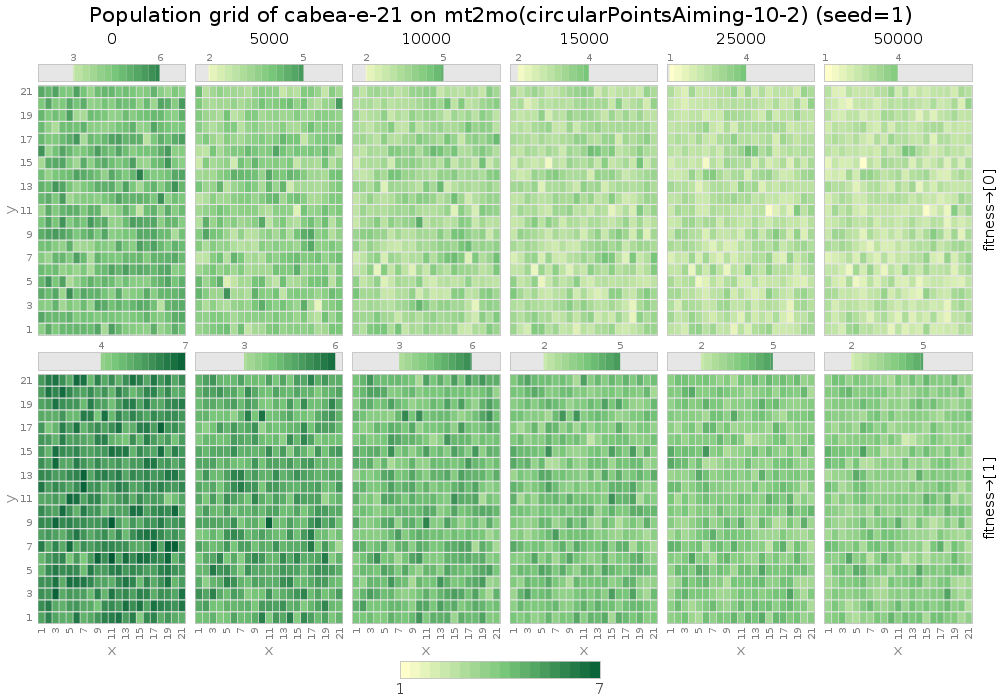 Population grid of cabea-e-21 on mt2mo(circularPointsAiming-10-2) (seed=1)
0 5000 10000 15000 25000 50000
3 6 2 5 2 5 2 4 1 4 1 4
21
19
17
15
13
11
9
7
5
3
1
y
fitness→[0]
4 7 3 6 3 6 2 5 2 5 2 5
21
19
17
15
13
11
9
7
5
3
1
y
fitness→[1]
1 3 5 7 9 11 13 15 17 19 21 1 3 5 7 9 11 13 15 17 19 21 1 3 5 7 9 11 13 15 17 19 21 1 3 5 7 9 11 13 15 17 19 21 1 3 5 7 9 11 13 15 17 19 21 1 3 5 7 9 11 13 15 17 19 21
x x x x x x
1 7